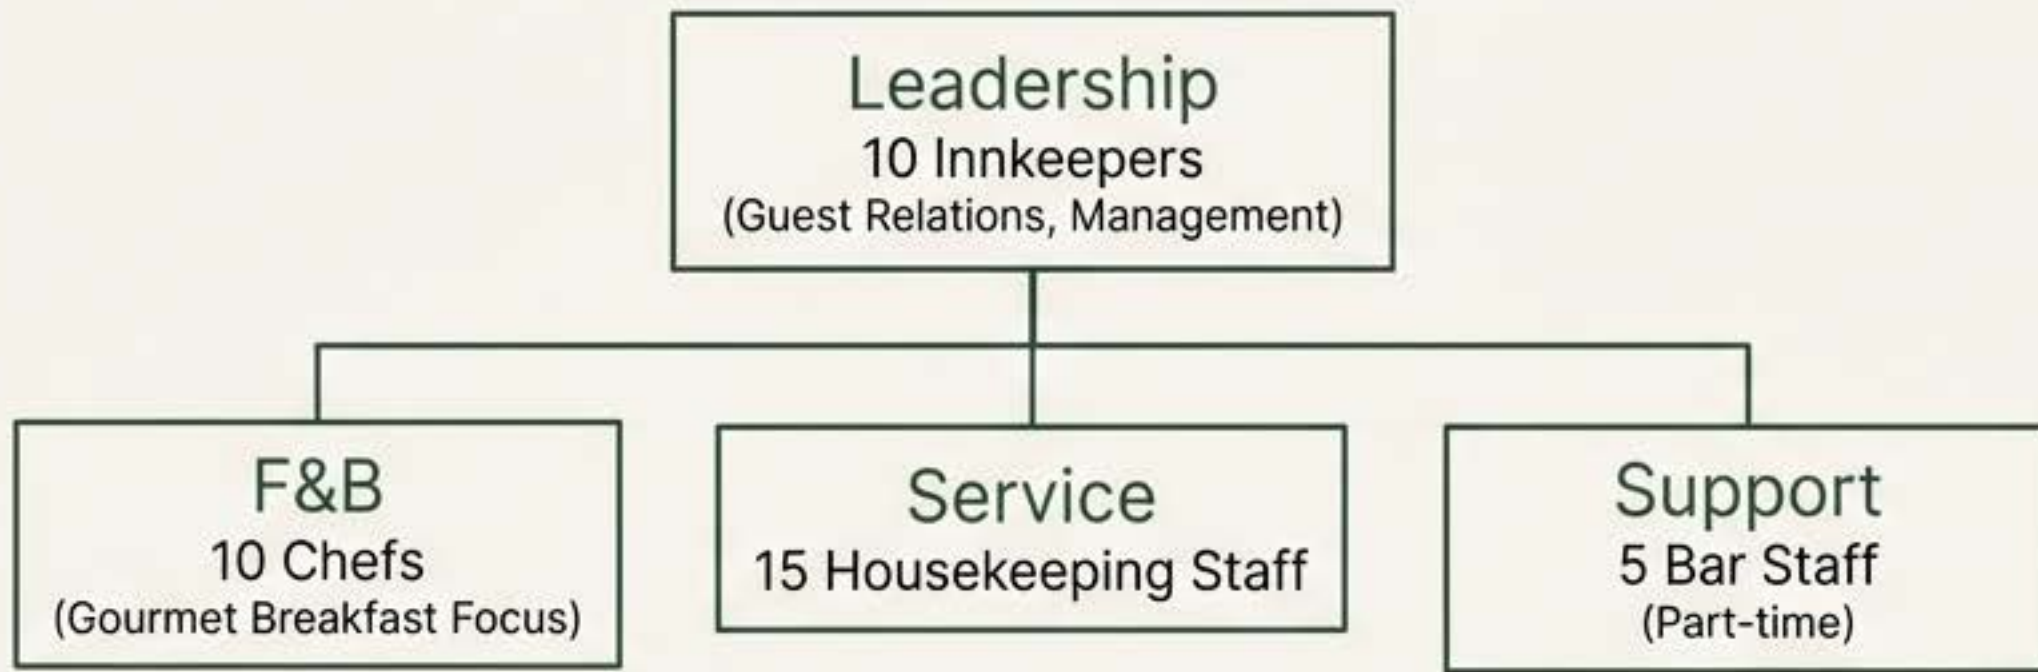 Leadership
10 Innkeepers
(Guest Relations, Management)
F&B
10 Chefs
(Gourmet Breakfast Focus)
Service
15 Housekeeping Staff
Support
5 Bar Staff
(Part-time)